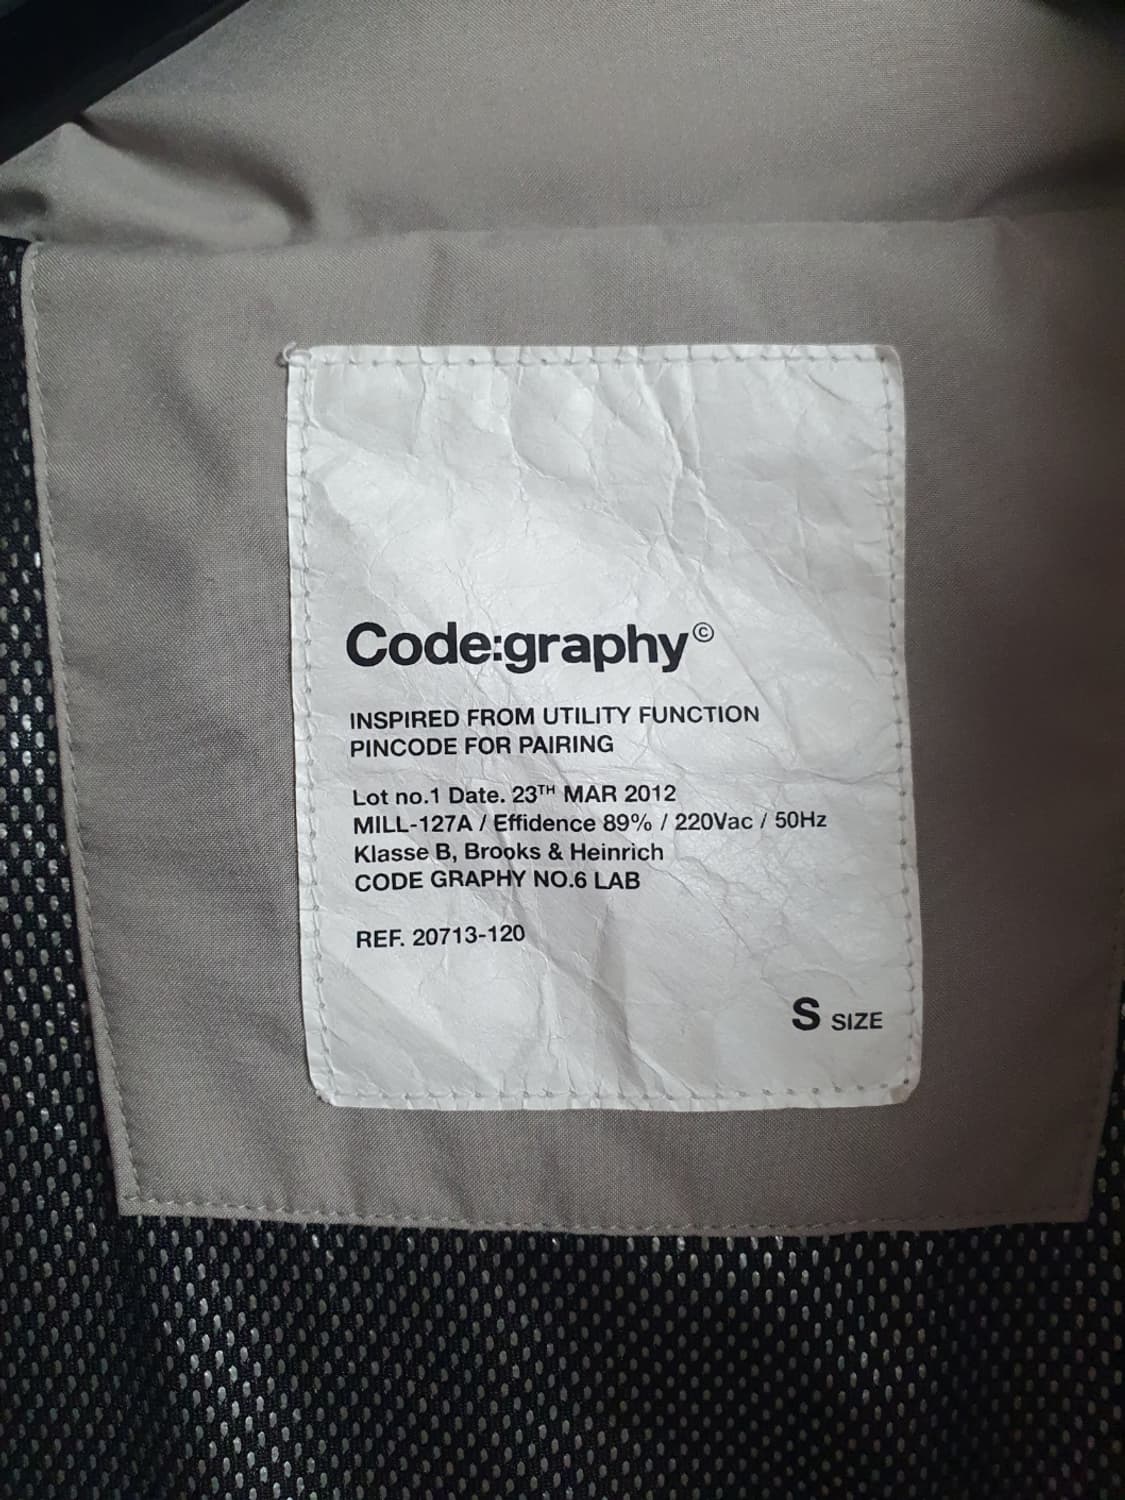 Code:graphy©
INSPIRED FROM UTILITY FUNCTION
PINCODE FOR PAIRING
Lot no.1 Date. 23TH MAR 2012
MILL-127A / Effidence 89% / 220Vac / 50Hz
Klasse B, Brooks & Heinrich
CODE GRAPHY NO.6 LAB
REF. 20713-120
S SIZE